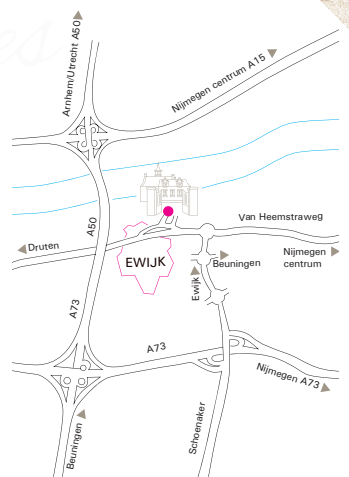 es
Arnhem/Utrecht A50
Nijmegen centrum A15
A50
Van Heemstraweg
Druten
EWIJK
Beuningen
Nijmegen
centrum
Ewijk
A73
A73
Nijmegen A73
Schoenaker
Beuningen